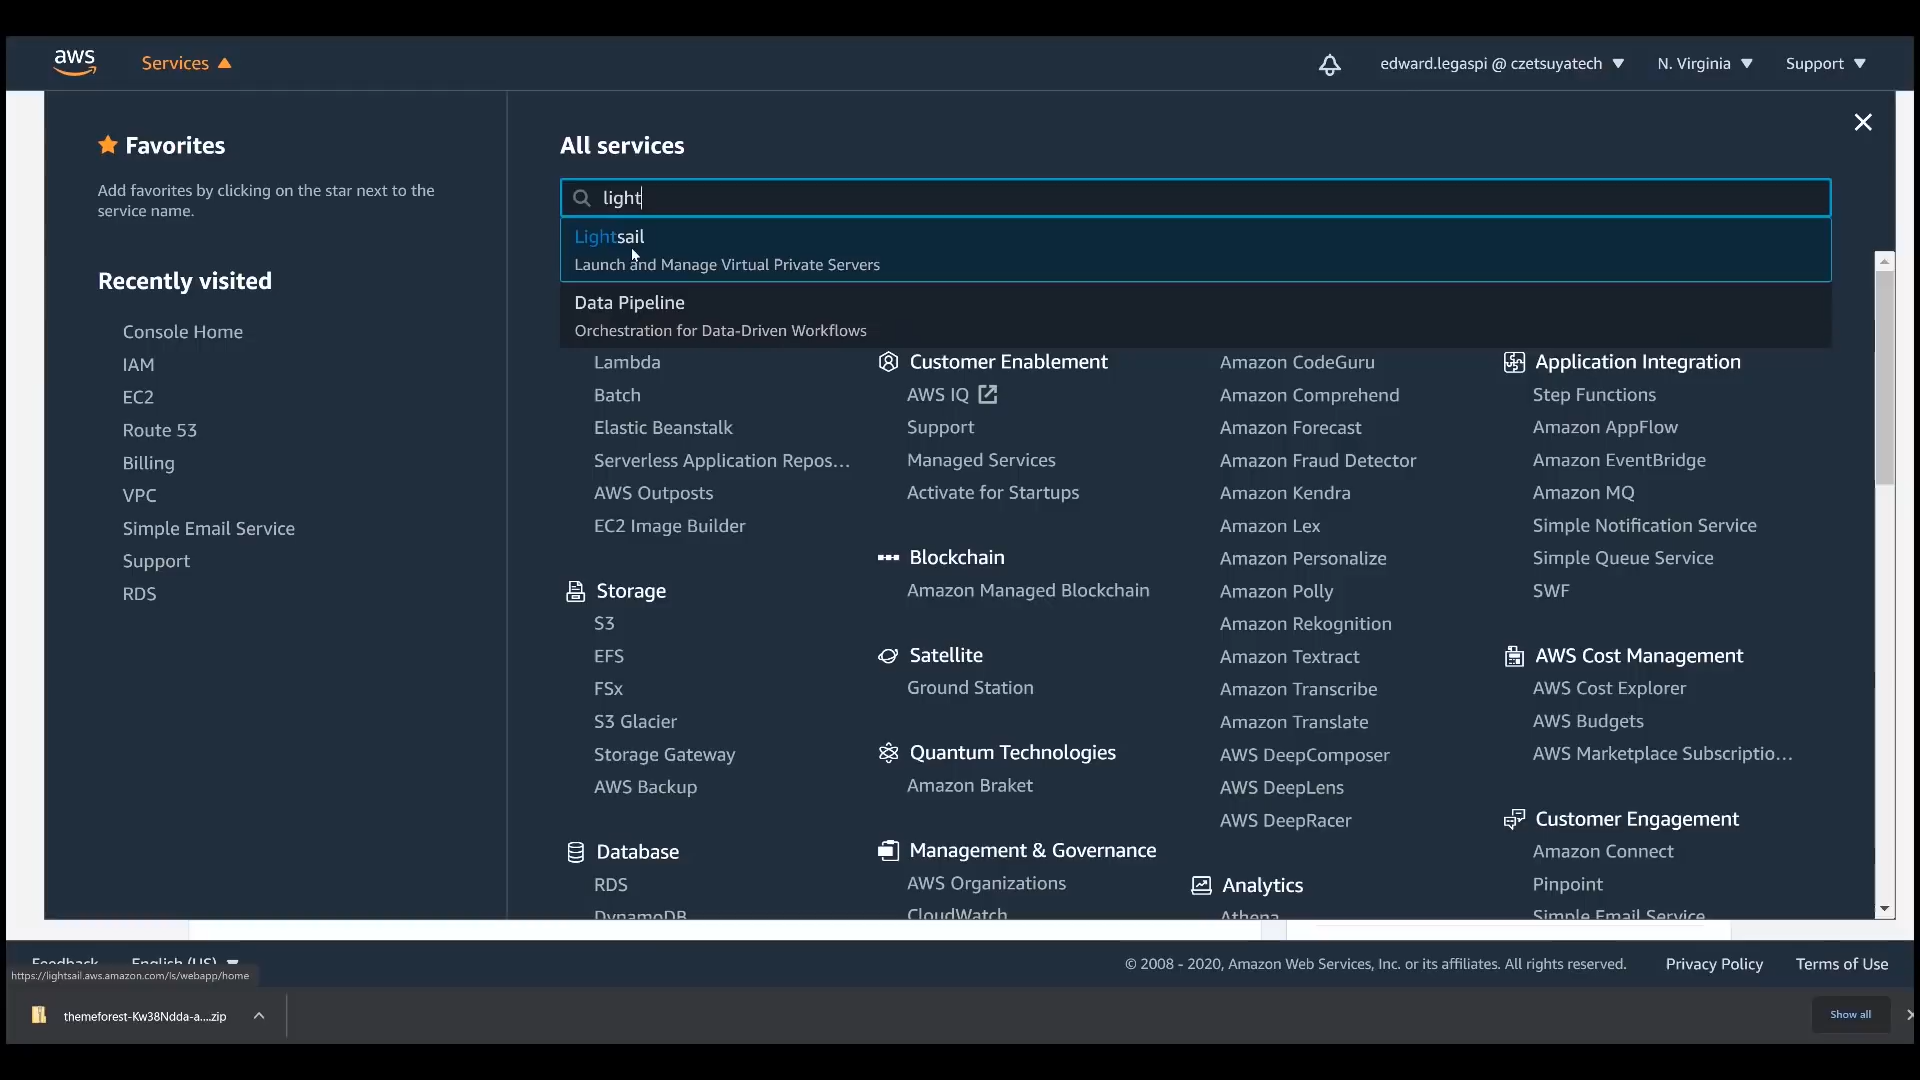 aws
Services
edward.legaspi @ czetsuyatech
N. Virginia
Support
Favorites
Add favorites by clicking on the star next to the
service name.
Recently visited
Console Home
IAM
EC2
Route 53
Billing
VPC
Simple Email Service
Support
RDS
All services
light
Lightsail
Launch and Manage Virtual Private Servers
Data Pipeline
Orchestration for Data-Driven Workflows
Lambda
Batch
Elastic Beanstalk
Serverless Application Repos...
AWS Outposts
EC2 Image Builder
Storage
S3
EFS
FSx
S3 Glacier
Storage Gateway
AWS Backup
Database
RDS
DynamoDB
Customer Enablement
AWS IQ
Support
Managed Services
Activate for Startups
Blockchain
Amazon Managed Blockchain
Satellite
Ground Station
Quantum Technologies
Amazon Braket
Management & Governance
AWS Organizations
CloudWatch
Amazon CodeGuru
Amazon Comprehend
Amazon Forecast
Amazon Fraud Detector
Amazon Kendra
Amazon Lex
Amazon Personalize
Amazon Polly
Amazon Rekognition
Amazon Textract
Amazon Transcribe
Amazon Translate
AWS DeepComposer
AWS DeepLens
AWS DeepRacer
Analytics
Athena
Application Integration
Step Functions
Amazon AppFlow
Amazon EventBridge
Amazon MQ
Simple Notification Service
Simple Queue Service
SWF
AWS Cost Management
AWS Cost Explorer
AWS Budgets
AWS Marketplace Subscriptio...
Customer Engagement
Amazon Connect
Pinpoint
Simple Email Service
Feedback
English (US)
https://lightsail.aws.amazon.com/ls/webapp/home
© 2008 - 2020, Amazon Web Services, Inc. or its affiliates. All rights reserved.
Privacy Policy
Terms of Use
themeforest-Kw38Ndda-a....zip
Show all